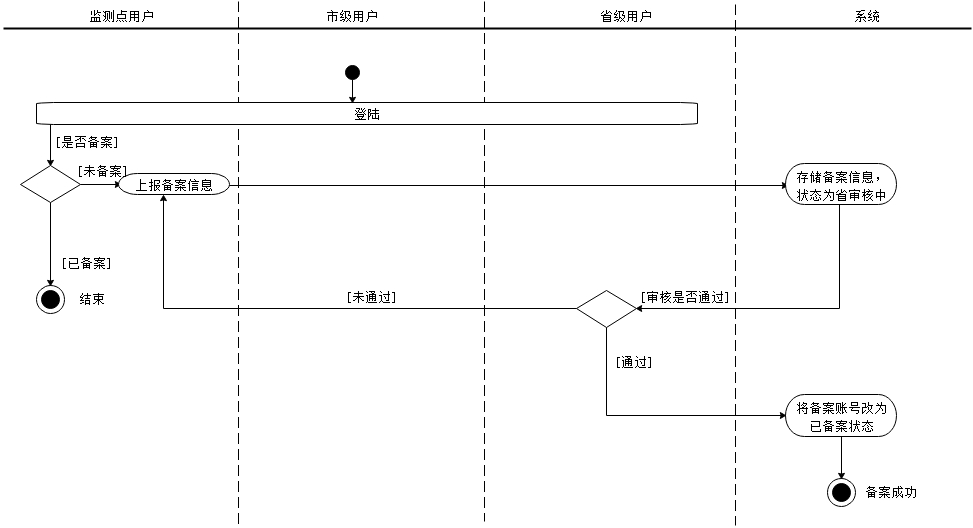 监测点用户
市级用户
省级用户
系统
登陆
[是否备案]
[未备案]
上报备案信息
存储备案信息，
状态为省审核中
[已备案]
结束
[未通过]
[审核是否通过]
[通过]
将备案账号改为
已备案状态
备案成功